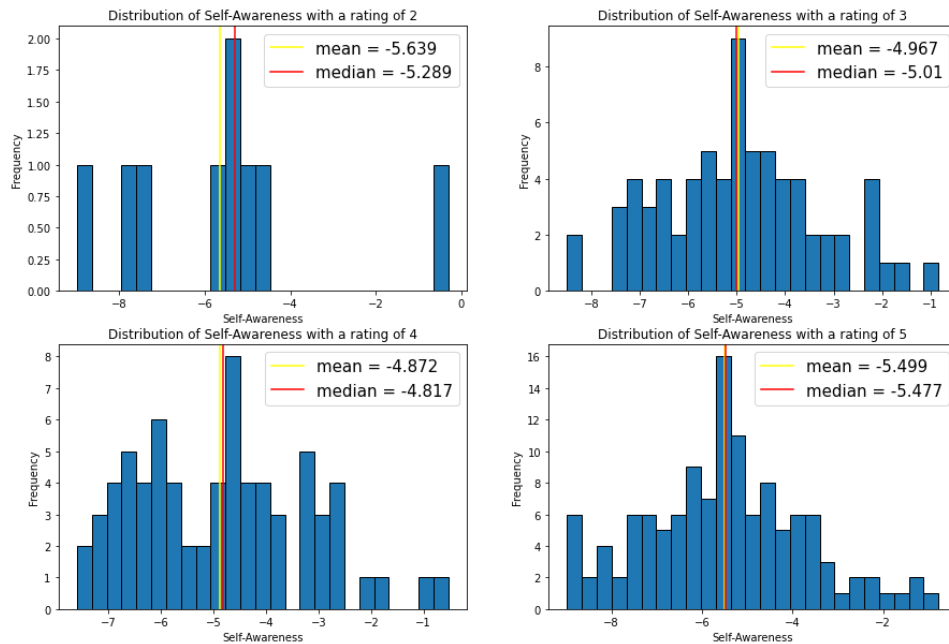 Distribution of Self-Awareness with a rating of 2
mean = -5.639
median = -5.289
Frequency
2.00
1.75
1.50
1.25
1.00
0.75
0.50
0.25
0.00
−8
−6
−4
−2
0
Self-Awareness
Distribution of Self-Awareness with a rating of 3
mean = -4.967
median = -5.01
Frequency
8
6
4
2
0
−8
−7
−6
−5
−4
−3
−2
−1
Self-Awareness
Distribution of Self-Awareness with a rating of 4
mean = -4.872
median = -4.817
Frequency
8
7
6
5
4
3
2
1
0
−7
−6
−5
−4
−3
−2
−1
Self-Awareness
Distribution of Self-Awareness with a rating of 5
mean = -5.499
median = -5.477
Frequency
16
14
12
10
8
6
4
2
0
−8
−6
−4
−2
Self-Awareness